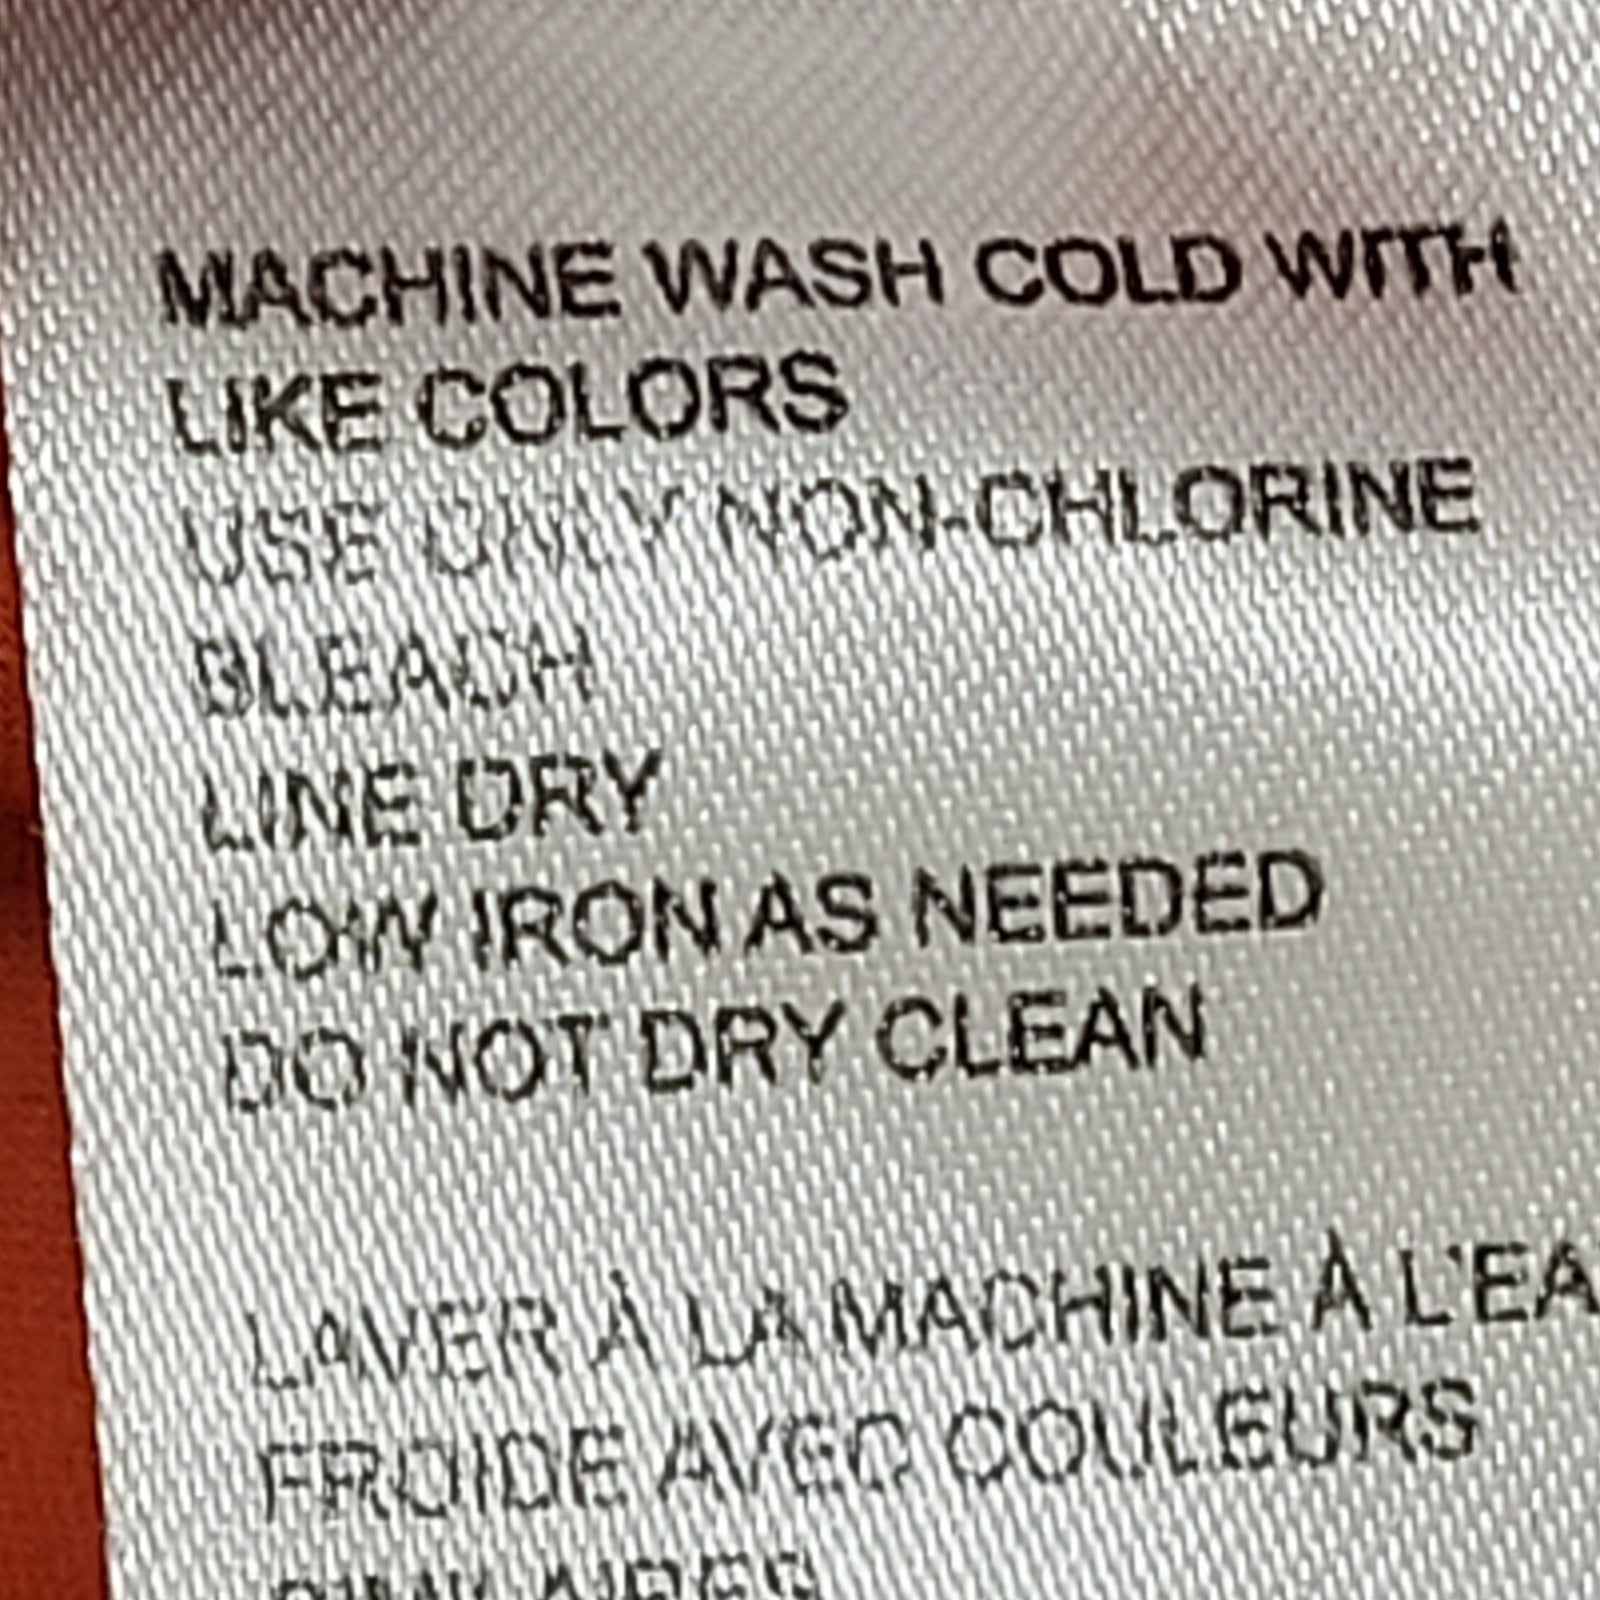 MACHINE WASH COLD WITH
LIKE COLORS
USE ONLY NON-CHLORINE
BLEACH
LINE DRY
LOW IRON AS NEEDED
DO NOT DRY CLEAN
LAVER À LA MACHINE À L'EA
FROIDE AVEC COULEURS
SIMILAIRES